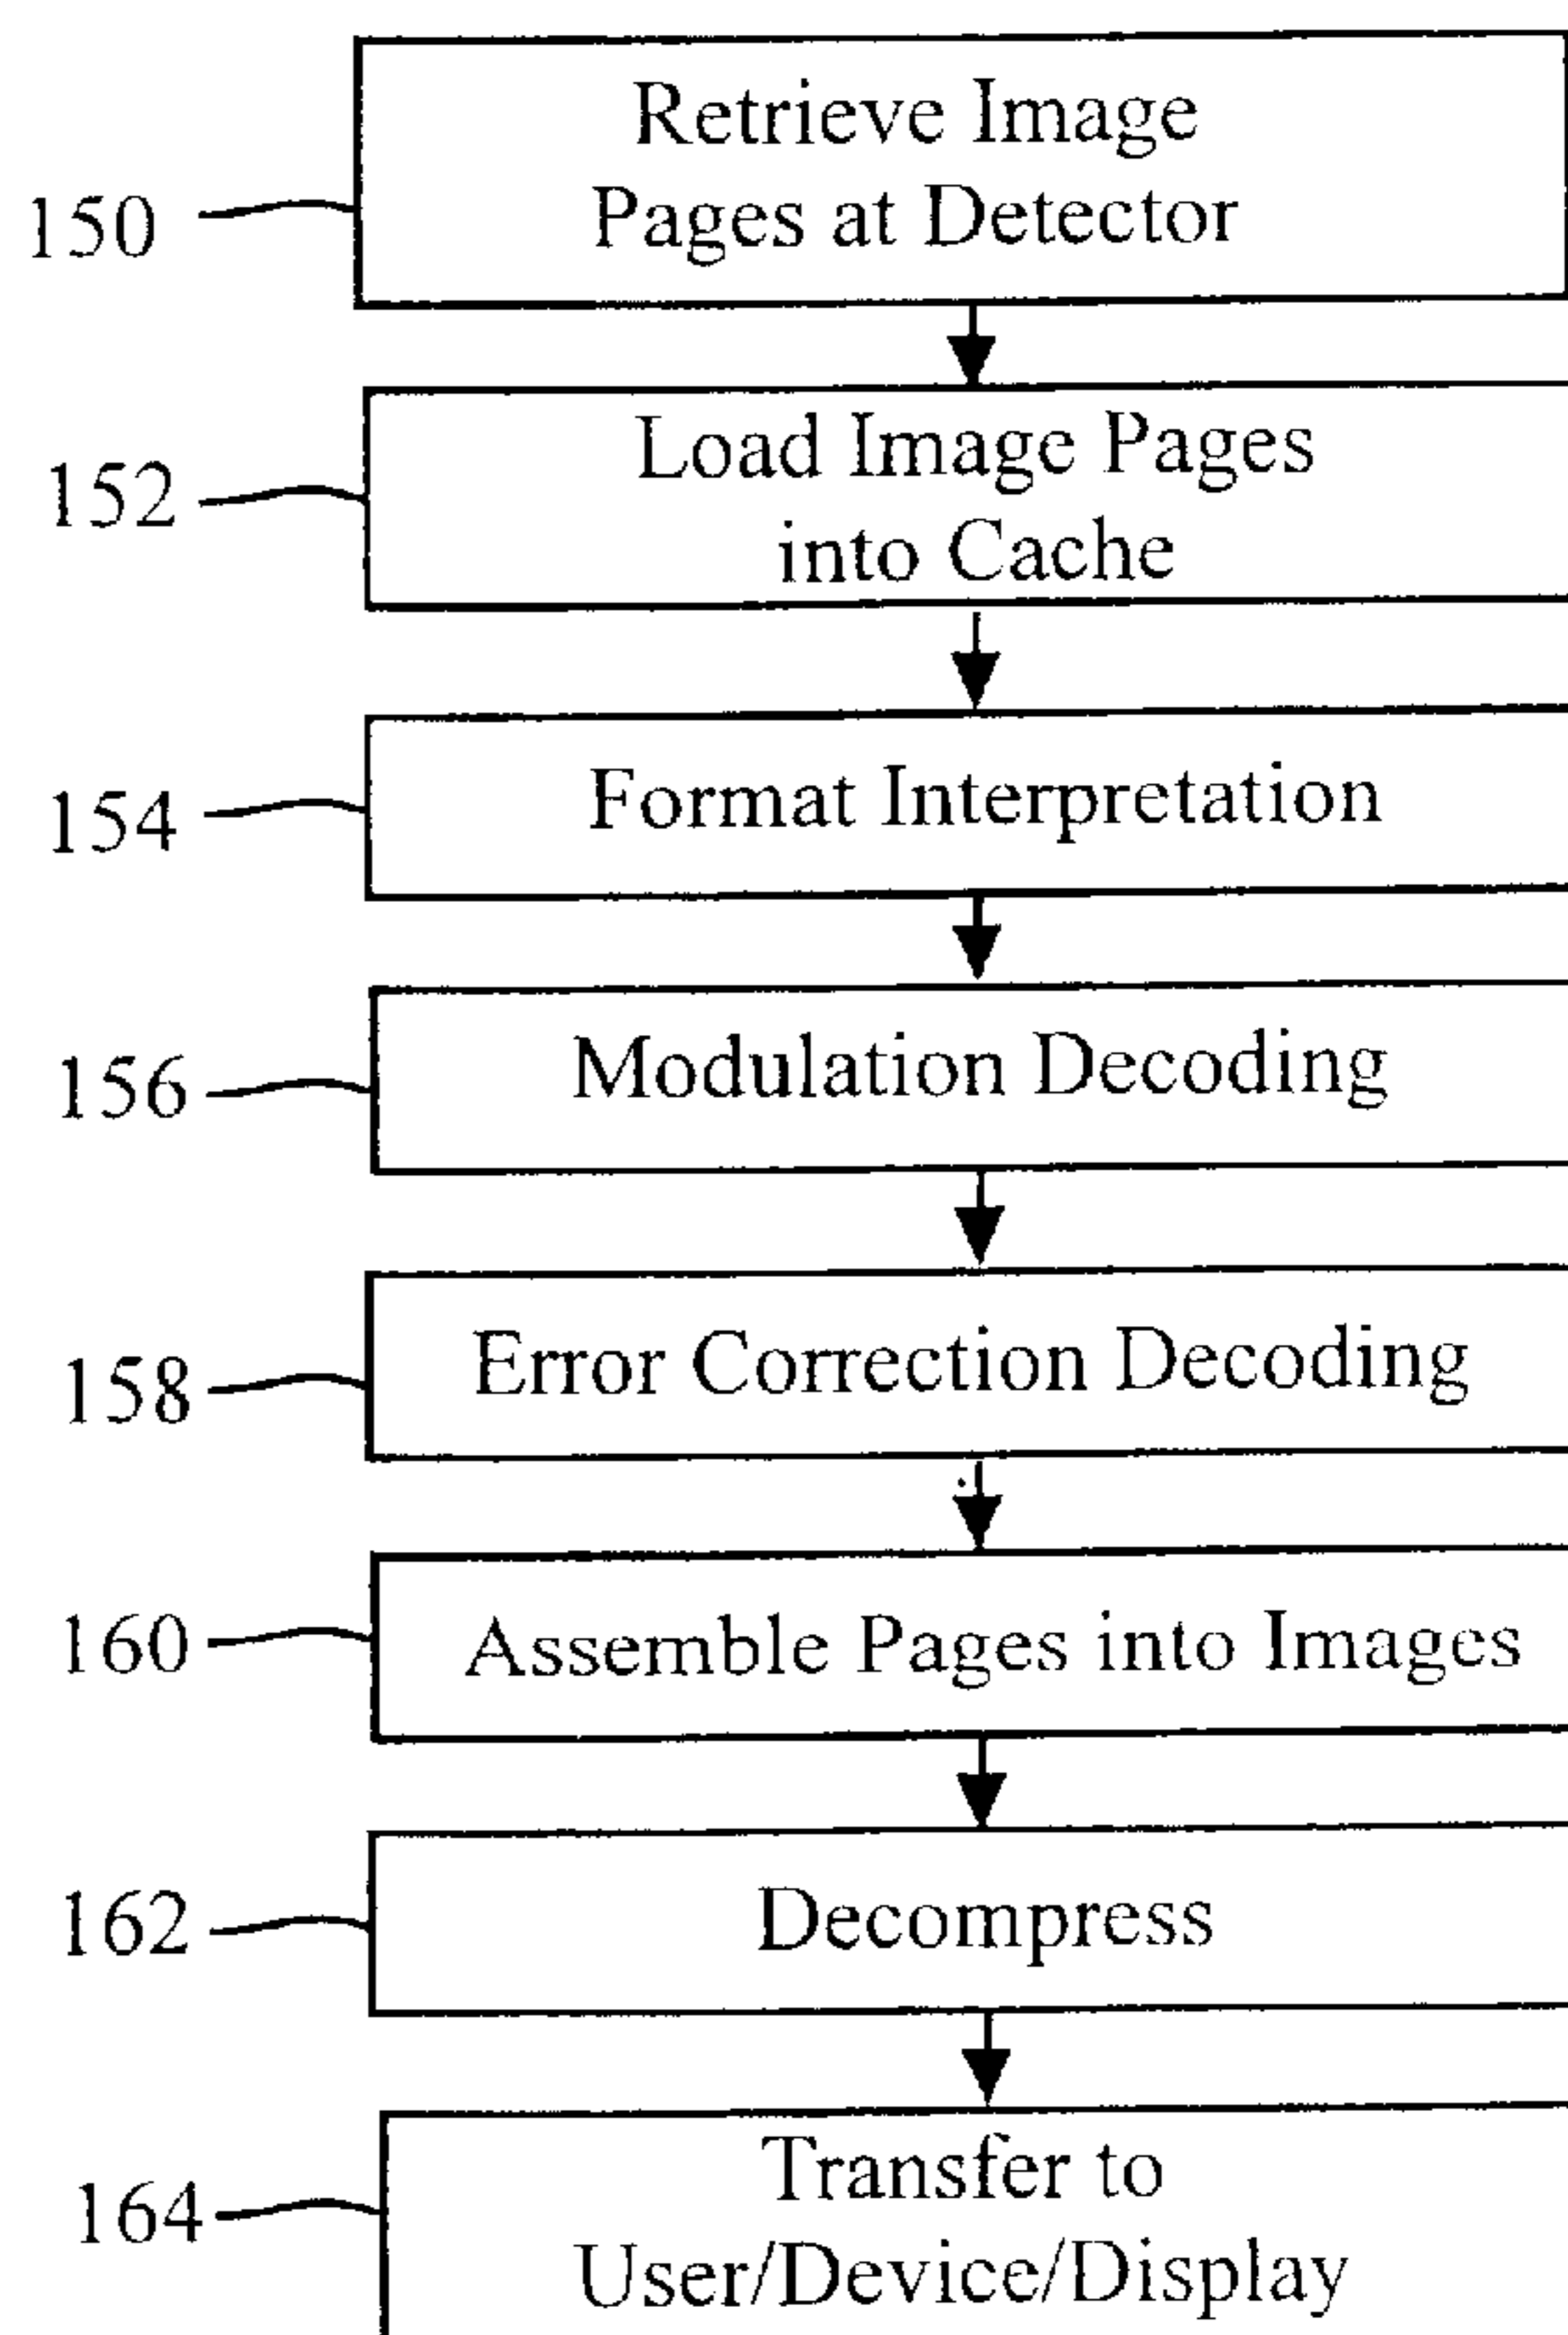 Retrieve Image
Pages at Detector
150
Load Image Pages
into Cache
152
Format Interpretation
154
Modulation Decoding
156
Error Correction Decoding
158
Assemble Pages into Images
160
Decompress
162
Transfer to
User/Device/Display
164